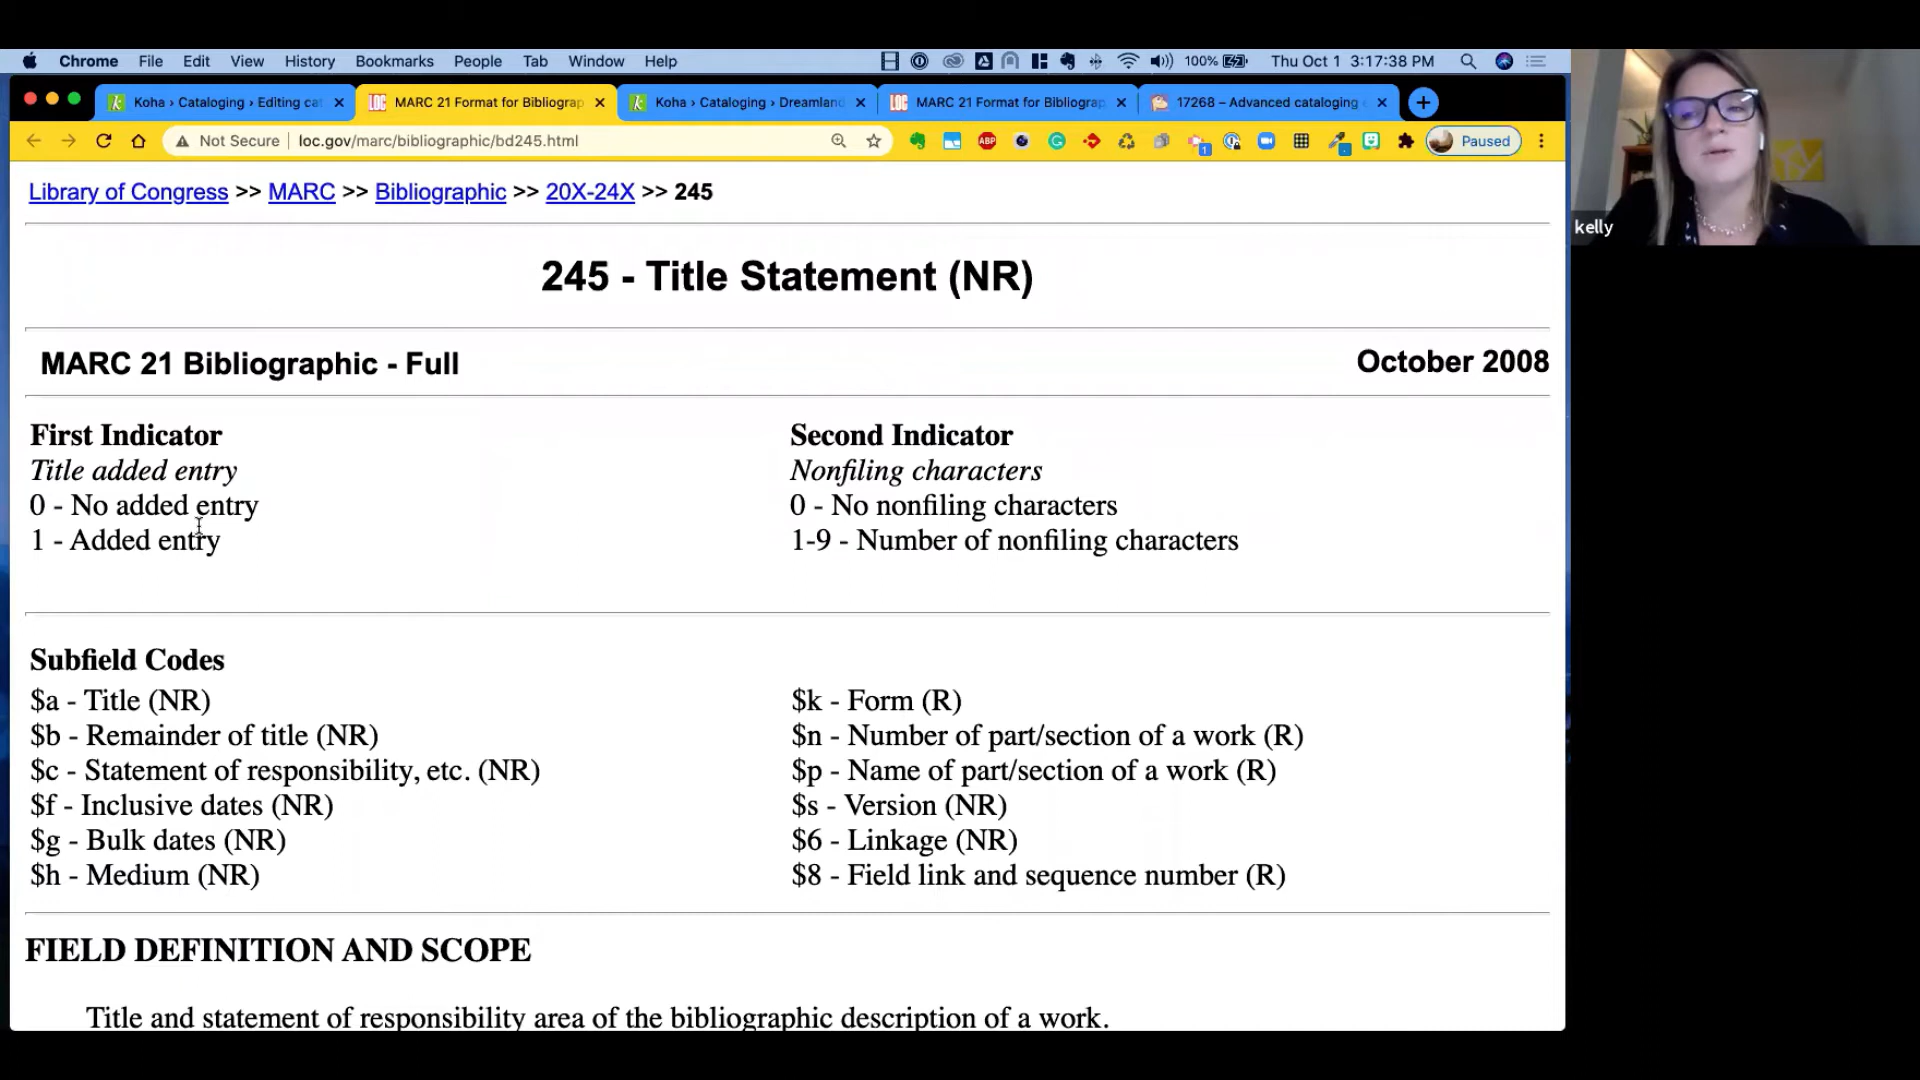 Chrome File Edit View History Bookmarks People Tab Window Help 100% Thu Oct 1 3:17:38 PM
Koha › Cataloging › Editing cat
MARC 21 Format for Bibliograp
Koha › Cataloging › Dreamland
MARC 21 Format for Bibliograp
17268 – Advanced cataloging
Not Secure loc.gov/marc/bibliographic/bd245.html Paused
kelly
Library of Congress >> MARC >> Bibliographic >> 20X-24X >> 245
245 - Title Statement (NR)
MARC 21 Bibliographic - Full October 2008
First Indicator
Title added entry
0 - No added entry
1 - Added entry
Second Indicator
Nonfiling characters
0 - No nonfiling characters
1-9 - Number of nonfiling characters
Subfield Codes
$a - Title (NR)
$b - Remainder of title (NR)
$c - Statement of responsibility, etc. (NR)
$f - Inclusive dates (NR)
$g - Bulk dates (NR)
$h - Medium (NR)
$k - Form (R)
$n - Number of part/section of a work (R)
$p - Name of part/section of a work (R)
$s - Version (NR)
$6 - Linkage (NR)
$8 - Field link and sequence number (R)
FIELD DEFINITION AND SCOPE
Title and statement of responsibility area of the bibliographic description of a work.